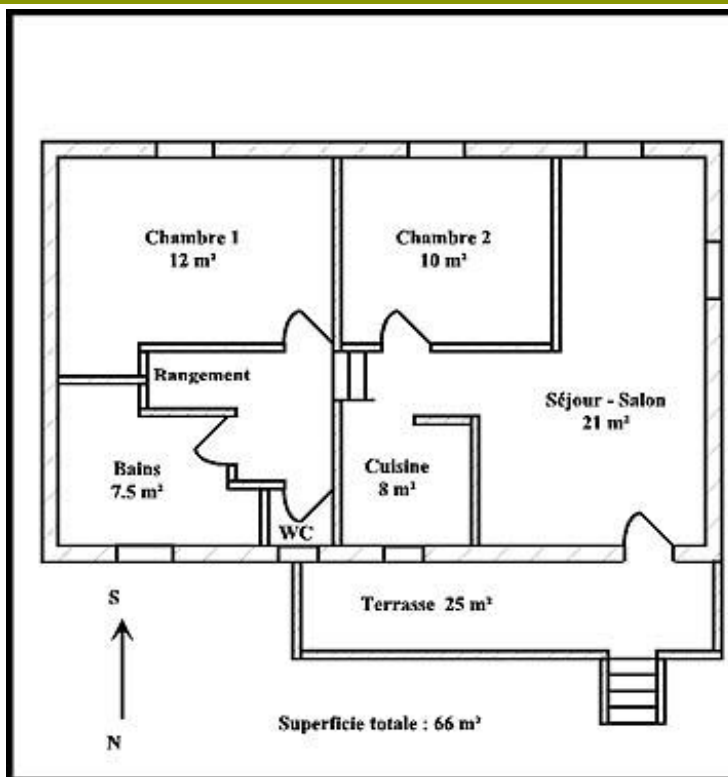 Chambre 1
12 m²
Chambre 2
10 m²
Rangement
Séjour - Salon
21 m²
Bains
7.5 m²
Cuisine
8 m²
WC
Terrasse 25 m²
S
N
Superficie totale : 66 m²